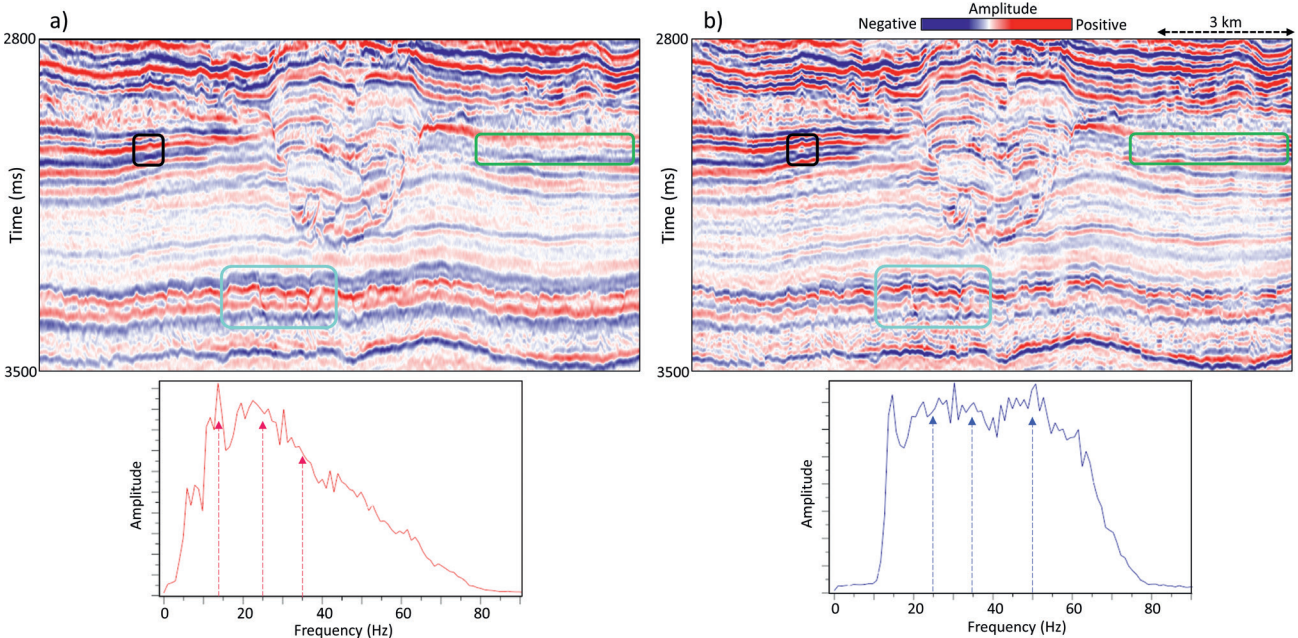 a)
b)
Amplitude
Negative
Positive
3 km
2800
Time (ms)
3500
2800
Time (ms)
3500
Amplitude
0
20
40
60
80
Frequency (Hz)
Amplitude
0
20
40
60
80
Frequency (Hz)